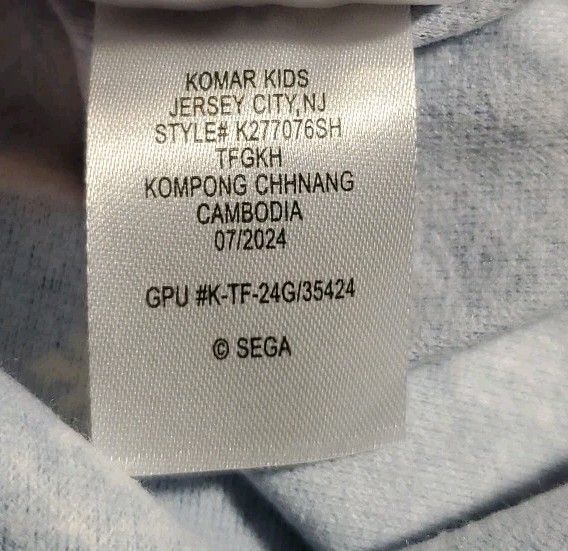 KOMAR KIDS
JERSEY CITY,NJ
STYLE# K277076SH
TFGKH
KOMPONG CHHNANG
CAMBODIA
07/2024
GPU #K-TF-24G/35424
© SEGA